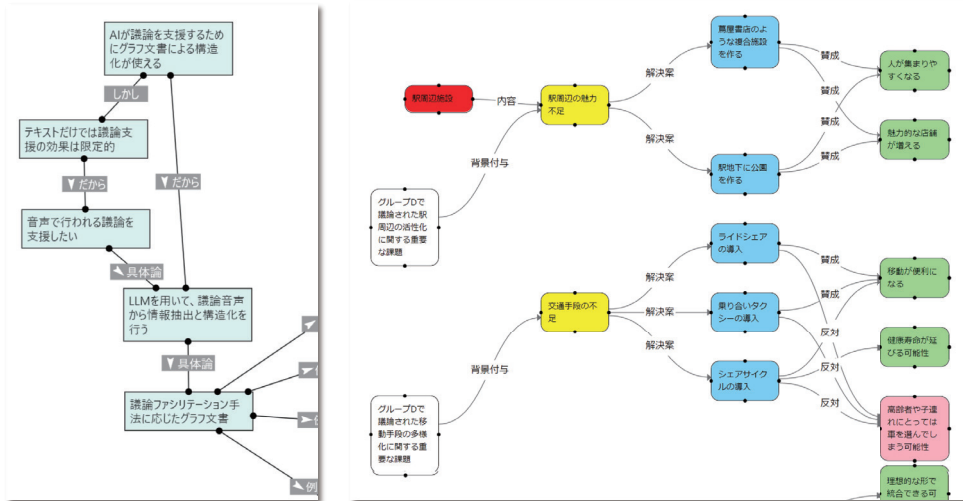 AIが議論を支援するため
にグラフ文書による構造
化が使える
しかし
テキストだけでは議論支
援の効果は限定的
だから
だから
音声で行われる議論を
支援したい
具体論
LLMを用いて、議論音声
から情報抽出と構造化を
行う
具体論
議論ファシリテーション手
法に応じたグラフ文書
例
駅周辺施設
内容
駅周辺の魅力
不足
背景付与
グループDで
議論された駅
周辺の活性化
に関する重要
な課題
解決案
解決案
蔦屋書店のよ
うな複合施設
を作る
駅地下に公園
を作る
賛成
賛成
賛成
賛成
人が集まりや
すくなる
魅力的な店舗
が増える
グループDで
議論された移
動手段の多様
化に関する重
要な課題
背景付与
交通手段の不
足
解決案
解決案
解決案
ライドシェア
の導入
乗り合いタク
シーの導入
シェアサイク
ルの導入
賛成
賛成
反対
反対
反対
移動が便利に
なる
健康寿命が延
びる可能性
高齢者や子連
れにとっては
車を選んでし
まう可能性
理想的な形で
統合できる可